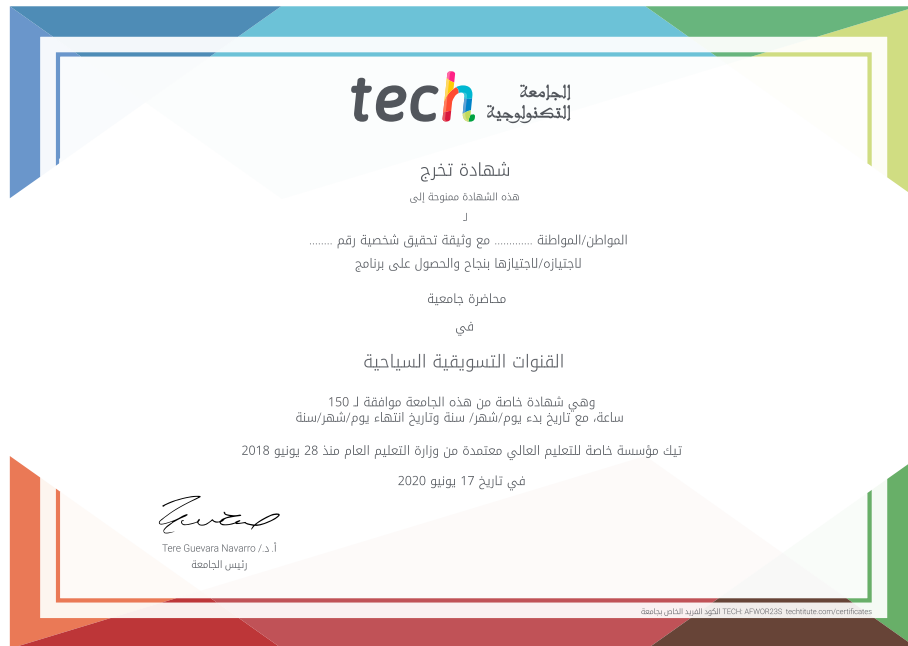 tech الجامعة
التكنولوجية
شهادة تخرج
هذه الشهادة ممنوحة إلى
لـ
المواطن/المواطنة ............. مع وثيقة تحقيق شخصية رقم ........
لاجتيازه/لاجتيازها بنجاح والحصول على برنامج
محاضرة جامعية
في
القنوات التسويقية السياحية
وهي شهادة خاصة من هذه الجامعة موافقة لـ 150
ساعة، مع تاريخ بدء يوم/شهر/ سنة وتاريخ انتهاء يوم/شهر/سنة
تيك مؤسسة خاصة للتعليم العالي معتمدة من وزارة التعليم العام منذ 28 يونيو 2018
في تاريخ 17 يونيو 2020
أ. د./ Tere Guevara Navarro
رئيس الجامعة
الكود الفريد الخاص بجامعة TECH: AFWOR23S techtitute.com/certificates